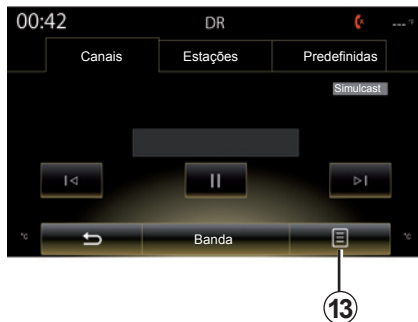 00:42 DR ---°F
Canais Estações Predefinidas
Simulcast
°C Banda °C
13